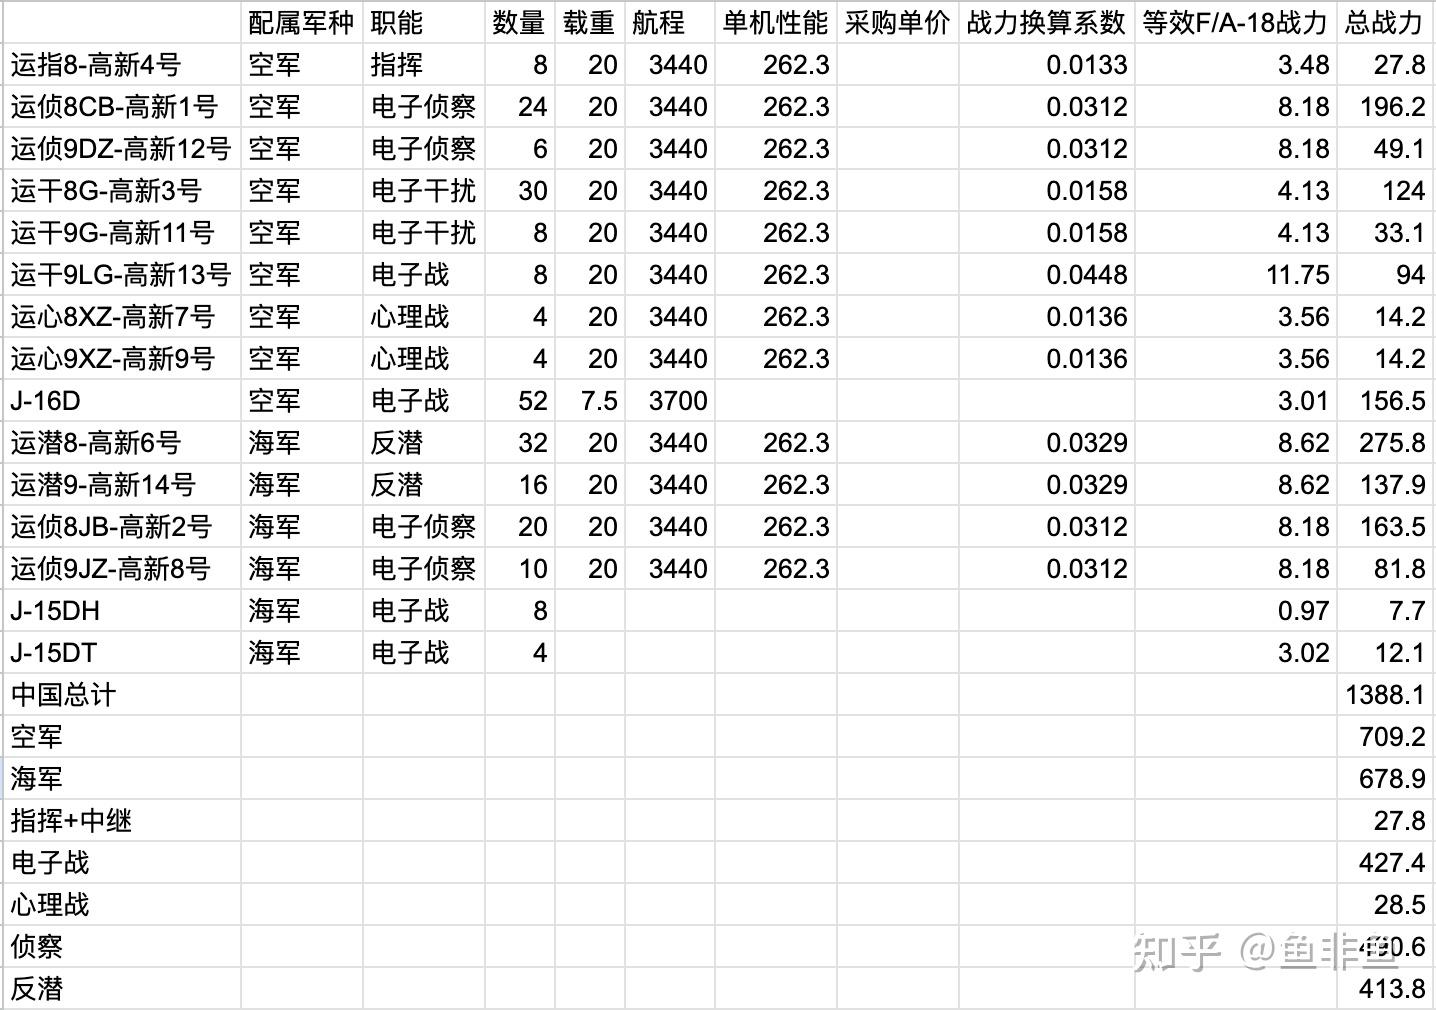 配属军种 职能 数量 载重 航程 单机性能 采购单价 战力换算系数 等效F/A-18战力 总战力
运指8-高新4号 空军 指挥 8 20 3440 262.3 0.0133 3.48 27.8
运侦8CB-高新1号 空军 电子侦察 24 20 3440 262.3 0.0312 8.18 196.2
运侦9DZ-高新12号 空军 电子侦察 6 20 3440 262.3 0.0312 8.18 49.1
运干8G-高新3号 空军 电子干扰 30 20 3440 262.3 0.0158 4.13 124
运干9G-高新11号 空军 电子干扰 8 20 3440 262.3 0.0158 4.13 33.1
运干9LG-高新13号 空军 电子战 8 20 3440 262.3 0.0448 11.75 94
运心8XZ-高新7号 空军 心理战 4 20 3440 262.3 0.0136 3.56 14.2
运心9XZ-高新9号 空军 心理战 4 20 3440 262.3 0.0136 3.56 14.2
J-16D 空军 电子战 52 7.5 3700 3.01 156.5
运潜8-高新6号 海军 反潜 32 20 3440 262.3 0.0329 8.62 275.8
运潜9-高新14号 海军 反潜 16 20 3440 262.3 0.0329 8.62 137.9
运侦8JB-高新2号 海军 电子侦察 20 20 3440 262.3 0.0312 8.18 163.5
运侦9JZ-高新8号 海军 电子侦察 10 20 3440 262.3 0.0312 8.18 81.8
J-15DH 海军 电子战 8 0.97 7.7
J-15DT 海军 电子战 4 3.02 12.1
中国总计 1388.1
空军 709.2
海军 678.9
指挥+中继 27.8
电子战 427.4
心理战 28.5
侦察 490.6
知乎 @鱼非鱼
反潜 413.8